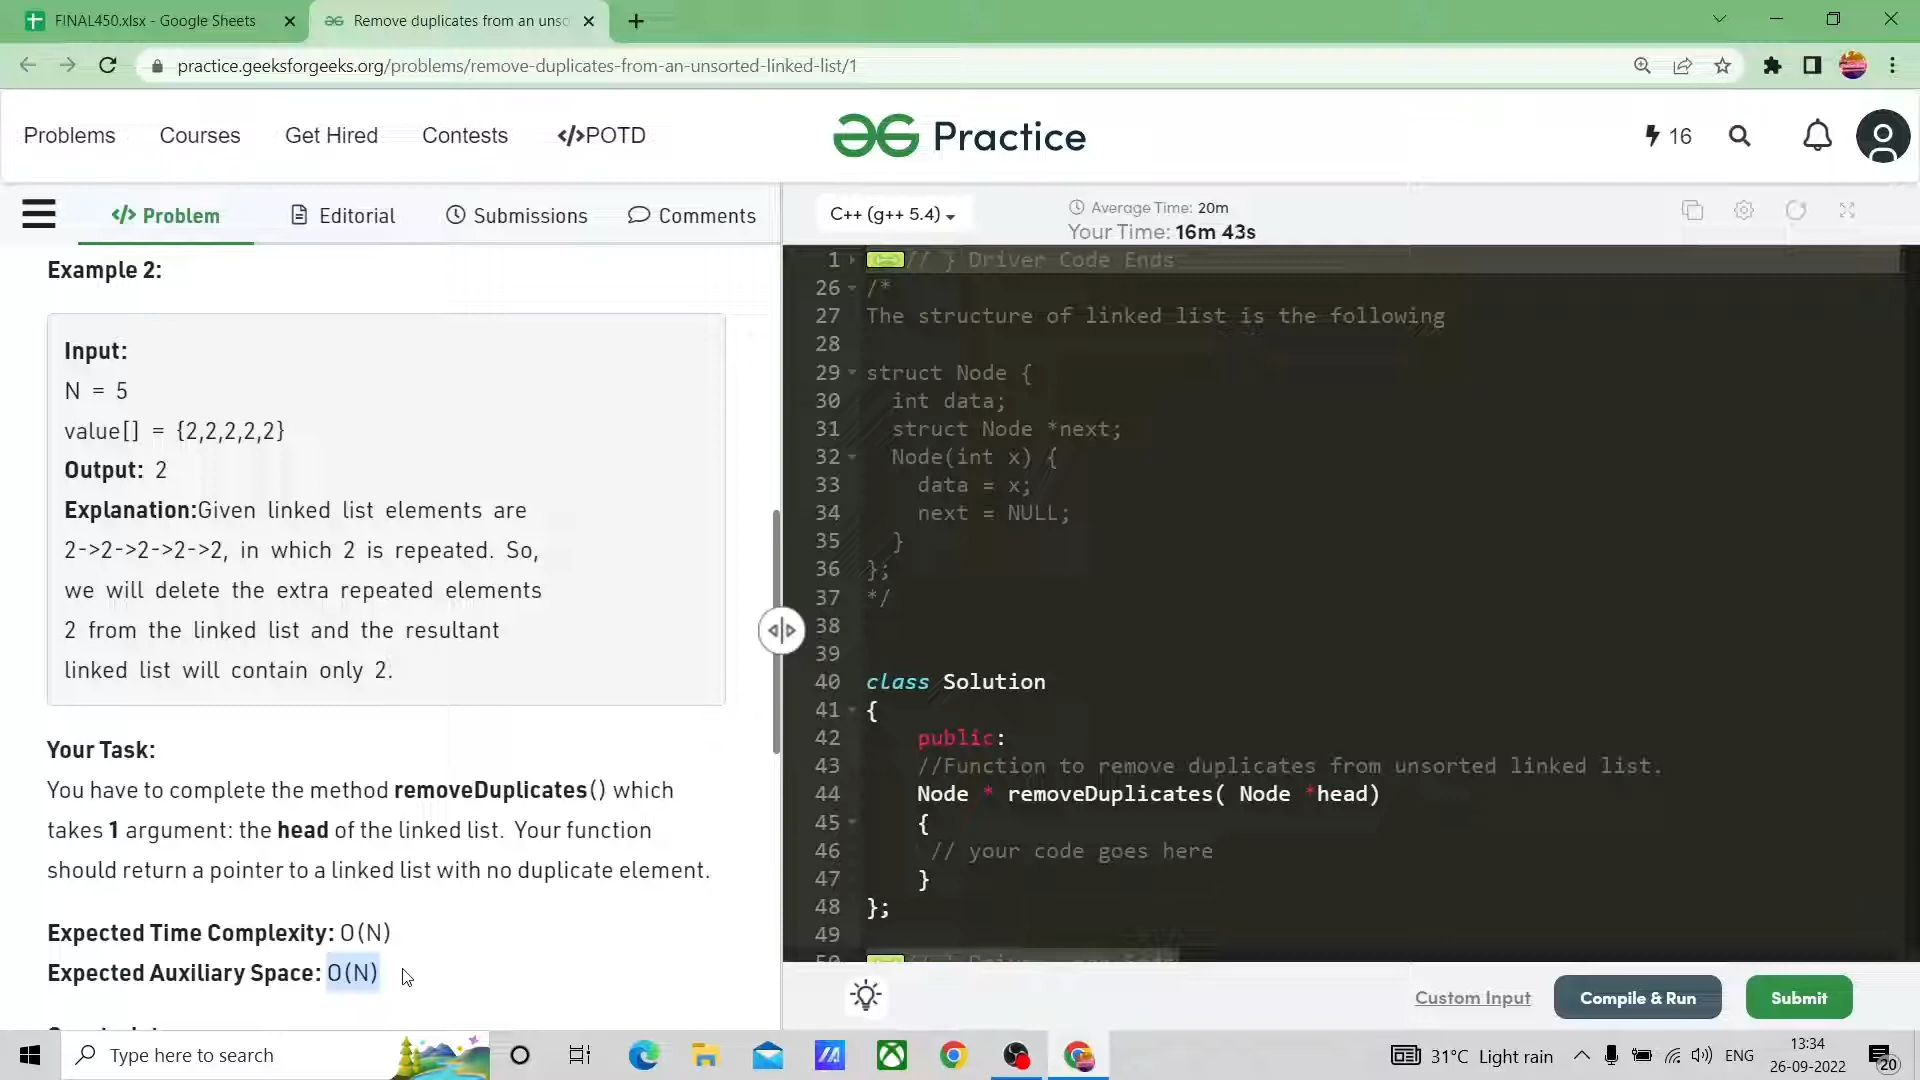 FINAL450.xlsx - Google Sheets
Remove duplicates from an unso
practice.geeksforgeeks.org/problems/remove-duplicates-from-an-unsorted-linked-list/1
Problems Courses Get Hired Contests </>POTD
Practice
16
</> Problem Editorial Submissions Comments
Example 2:
Input:
N = 5
value[] = {2,2,2,2,2}
Output: 2
Explanation:Given linked list elements are
2->2->2->2->2, in which 2 is repeated. So,
we will delete the extra repeated elements
2 from the linked list and the resultant
linked list will contain only 2.
Your Task:
You have to complete the method removeDuplicates() which
takes 1 argument: the head of the linked list. Your function
should return a pointer to a linked list with no duplicate element.
Expected Time Complexity: O(N)
Expected Auxiliary Space: O(N)
C++ (g++ 5.4)
Average Time: 20m
Your Time: 16m 43s
1 // } Driver Code Ends
26 /*
27 The structure of linked list is the following
28
29 struct Node {
30 int data;
31 struct Node *next;
32 Node(int x) {
33 data = x;
34 next = NULL;
35 }
36 };
37 */
38
39
40 class Solution
41 {
42 public:
43 //Function to remove duplicates from unsorted linked list.
44 Node * removeDuplicates( Node *head)
45 {
46 // your code goes here
47 }
48 };
49
Custom Input Compile & Run Submit
Type here to search
31°C Light rain
ENG
13:34
26-09-2022
20